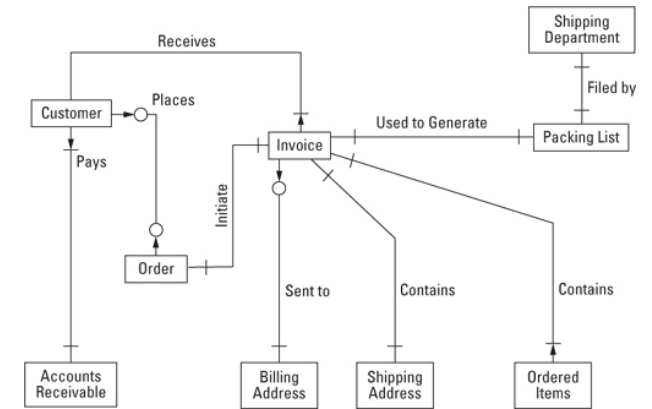 Shipping
Department
Receives
Filed by
Places
Customer
Used to Generate
Packing List
Invoice
Pays
Initiate
Order
Sent to
Contains
Contains
Accounts
Receivable
Billing
Address
Shipping
Address
Ordered
Items